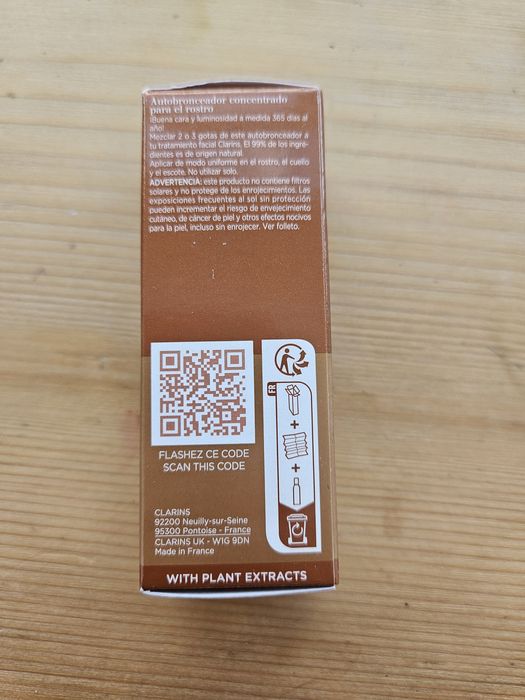 Autobronceador concentrado
para el rostro
¡Buena cara y luminosidad a medida 365 días al
año!
Mezclar 2 o 3 gotas de este autobronceador a
tu tratamiento facial Clarins. El 99% de los ingre-
dientes es de origen natural.
Aplicar de modo uniforme en el rostro, el cuello
y el escote. No utilizar solo.
ADVERTENCIA: este producto no contiene filtros
solares y no protege de los enrojecimientos. Las
exposiciones frecuentes al sol sin protección
pueden incrementar el riesgo de envejecimiento
cutáneo, de cáncer de piel y otros efectos nocivos
para la piel, incluso sin enrojecer. Ver folleto.
FLASHEZ CE CODE
SCAN THIS CODE
FR
+
+
CLARINS
92200 Neuilly-sur-Seine
95300 Pontoise - France
CLARINS UK - W1G 9DN
Made in France
WITH PLANT EXTRACTS